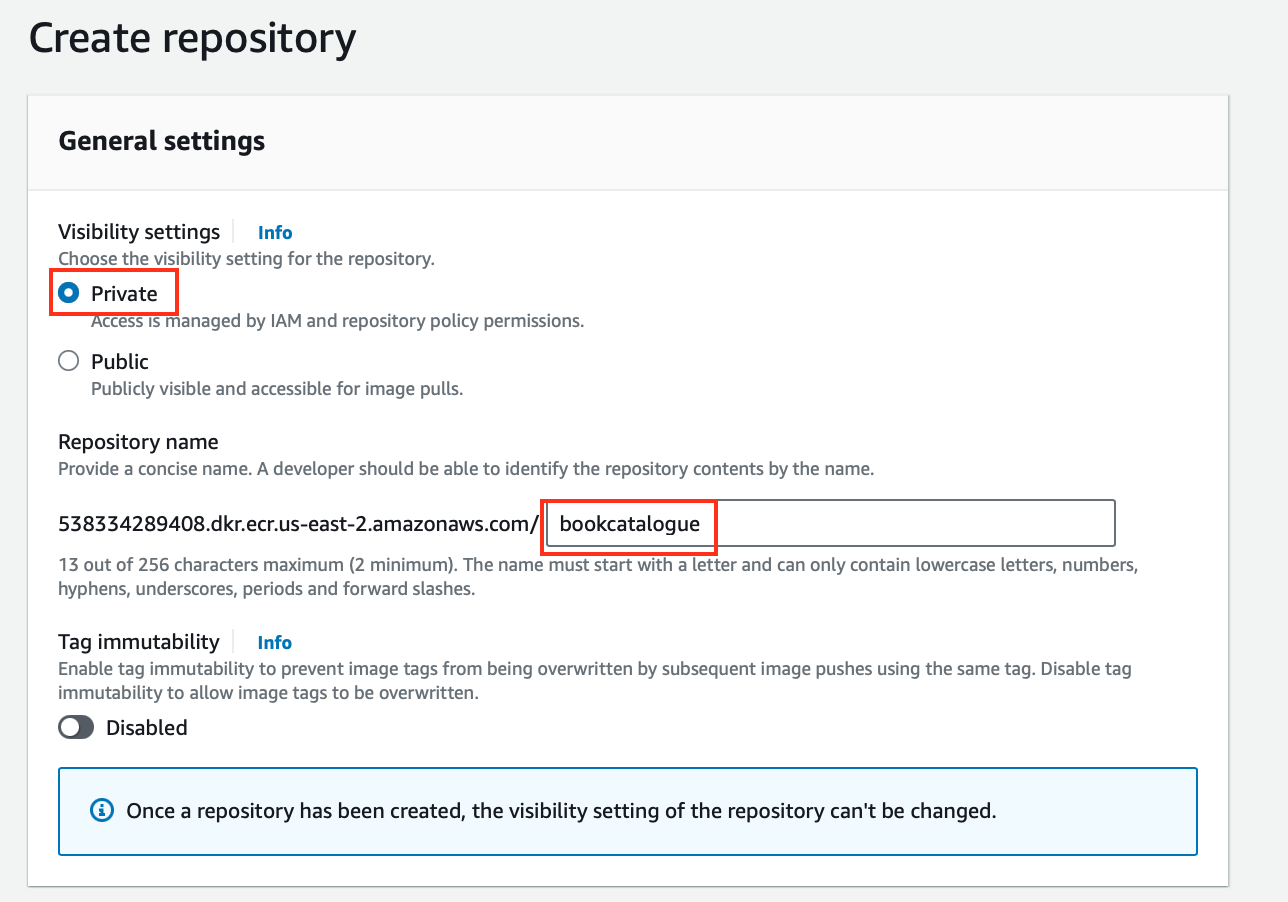 Create repository
General settings
Visibility settings Info
Choose the visibility setting for the repository.
Private
Access is managed by IAM and repository policy permissions.
Public
Publicly visible and accessible for image pulls.
Repository name
Provide a concise name. A developer should be able to identify the repository contents by the name.
538334289408.dkr.ecr.us-east-2.amazonaws.com/ bookcatalogue
13 out of 256 characters maximum (2 minimum). The name must start with a letter and can only contain lowercase letters, numbers,
hyphens, underscores, periods and forward slashes.
Tag immutability Info
Enable tag immutability to prevent image tags from being overwritten by subsequent image pushes using the same tag. Disable tag
immutability to allow image tags to be overwritten.
Disabled
Once a repository has been created, the visibility setting of the repository can't be changed.